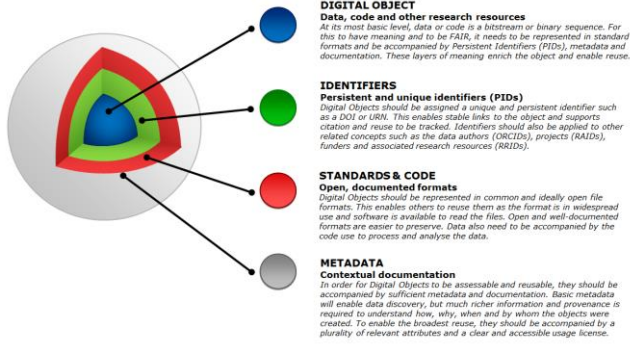 DIGITAL OBJECT
Data, code and other research resources
At its most basic level, data or code is a bitstream or binary sequence. For
this to have meaning and to be FAIR, it needs to be represented in standard
formats and be accompanied by Persistent Identifiers (PIDs), metadata and
documentation. These layers of meaning enrich the object and enable reuse.
IDENTIFIERS
Persistent and unique identifiers (PIDs)
Digital Objects should be assigned a unique and persistent identifier such
as a DOI or URN. This enables stable links to the object and supports
citation and reuse to be tracked. Identifiers should also be applied to other
related concepts such as the data authors (ORCIDs), projects (RAIDs),
funders and associated research resources (RRIDs).
STANDARDS & CODE
Open, documented formats
Digital Objects should be represented in common and ideally open file
formats. This enables others to reuse them as the format is in widespread
use and software is available to read the files. Open and well-documented
formats are easier to preserve. Data also need to be accompanied by the
code use to process and analyse the data.
METADATA
Contextual documentation
In order for Digital Objects to be assessable and reusable, they should be
accompanied by sufficient metadata and documentation. Basic metadata
will enable data discovery, but much richer information and provenance is
required to understand how, why, when and by whom the objects were
created. To enable the broadest reuse, they should be accompanied by a
plurality of relevant attributes and a clear and accessible usage license.